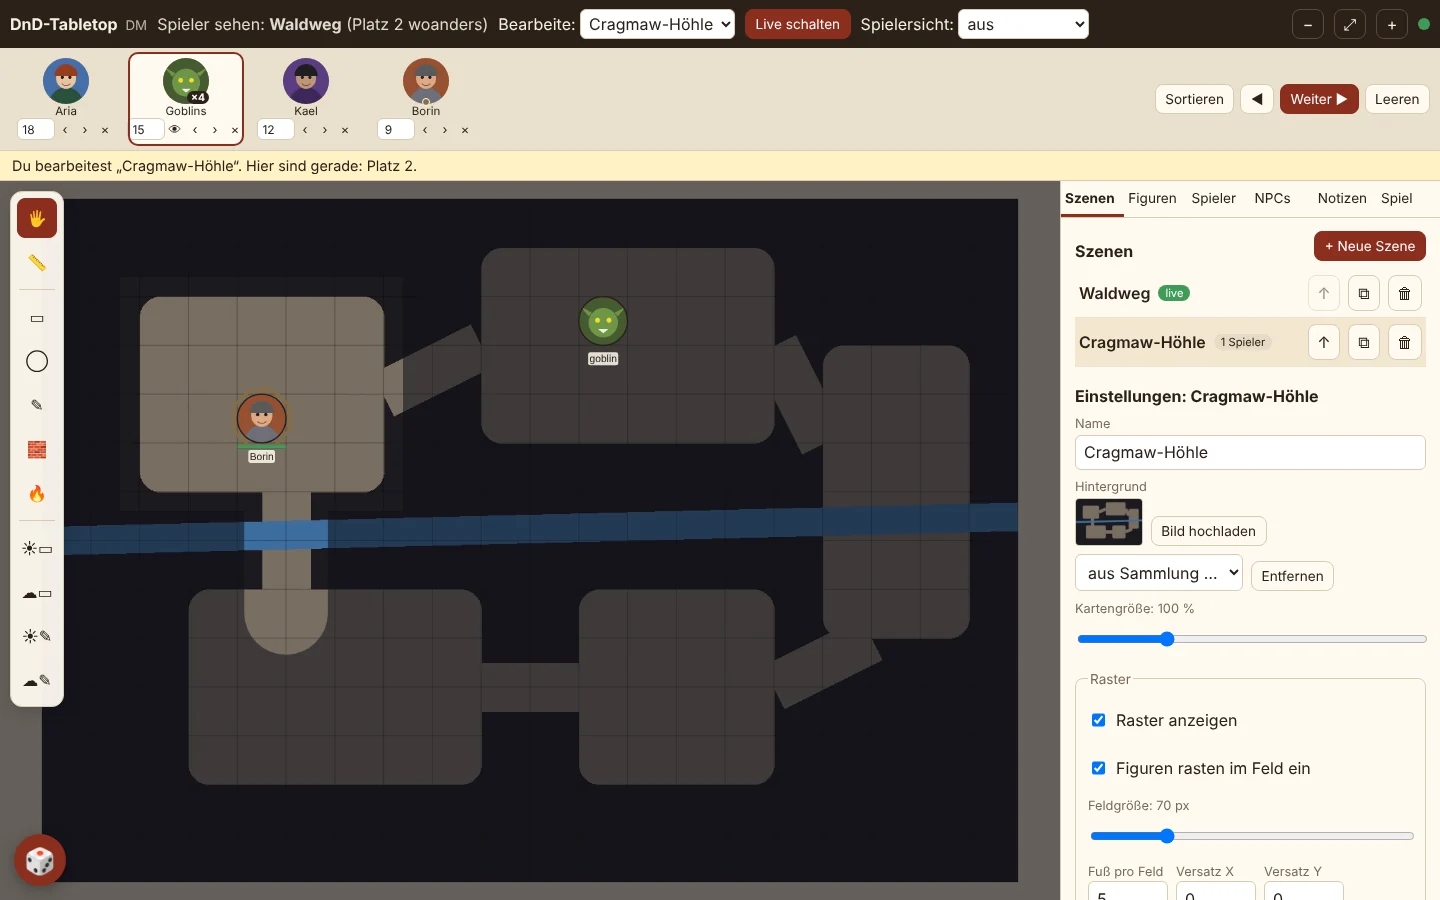 DnD-Tabletop DM Spieler sehen: Waldweg (Platz 2 woanders) Bearbeite: Cragmaw-Höhle Live schalten Spielersicht: aus − ⤢ +
Aria Goblins ×4 Kael Borin
18 ‹ › × 15 👁 ‹ › × 12 ‹ › × 9 ‹ › ×
Sortieren ◀ Weiter ▶ Leeren
Du bearbeitest „Cragmaw-Höhle“. Hier sind gerade: Platz 2.
goblin
Borin
Szenen Figuren Spieler NPCs Notizen Spiel
Szenen + Neue Szene
Waldweg live
Cragmaw-Höhle 1 Spieler
Einstellungen: Cragmaw-Höhle
Name
Cragmaw-Höhle
Hintergrund
Bild hochladen
aus Sammlung ... Entfernen
Kartengröße: 100 %
Raster
Raster anzeigen
Figuren rasten im Feld ein
Feldgröße: 70 px
Fuß pro Feld Versatz X Versatz Y
5 0 0